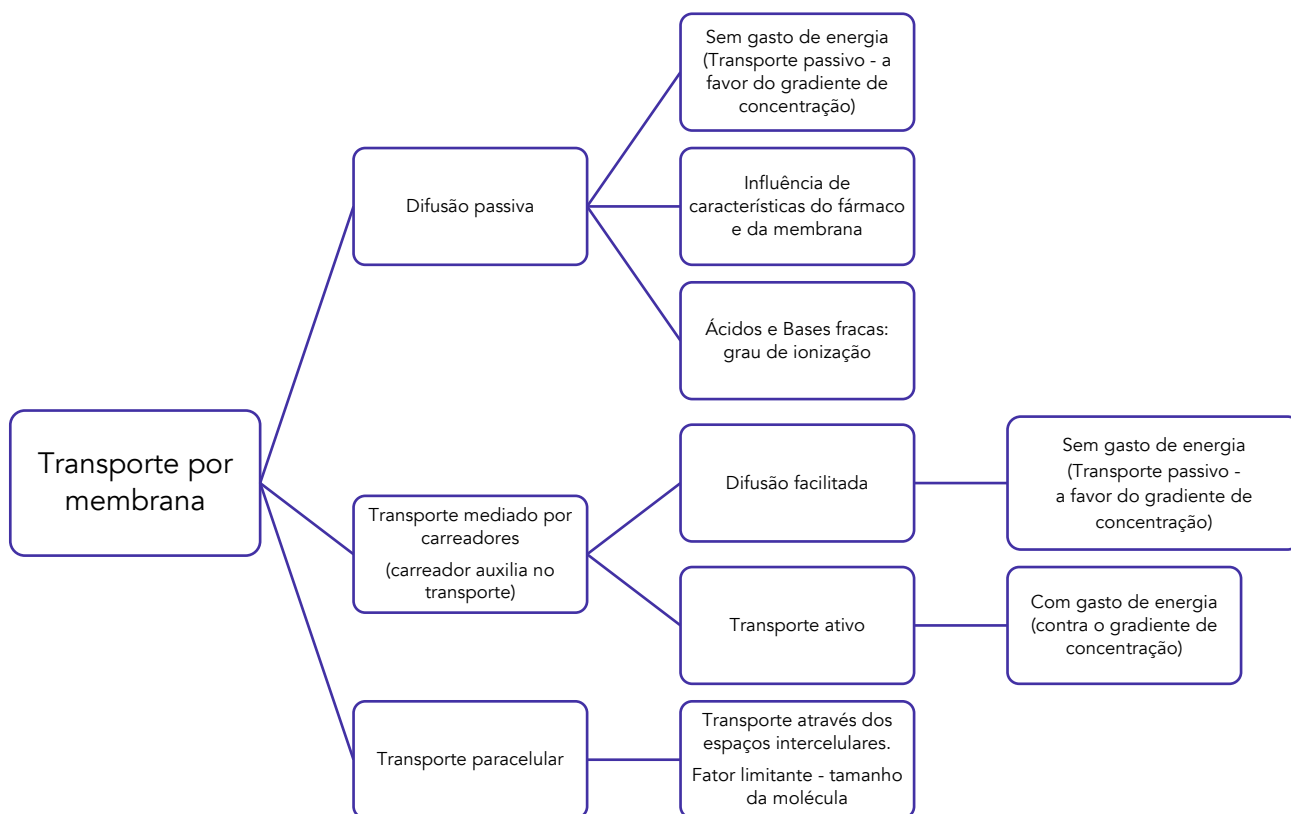 Transporte por
membrana
Difusão passiva
Sem gasto de energia
(Transporte passivo - a
favor do gradiente de
concentração)
Influência de
características do fármaco
e da membrana
Ácidos e Bases fracas:
grau de ionização
Transporte mediado por
carreadores
(carreador auxilia no
transporte)
Difusão facilitada
Sem gasto de energia
(Transporte passivo -
a favor do gradiente de
concentração)
Transporte ativo
Com gasto de energia
(contra o gradiente de
concentração)
Transporte paracelular
Transporte através dos
espaços intercelulares.
Fator limitante - tamanho
da molécula